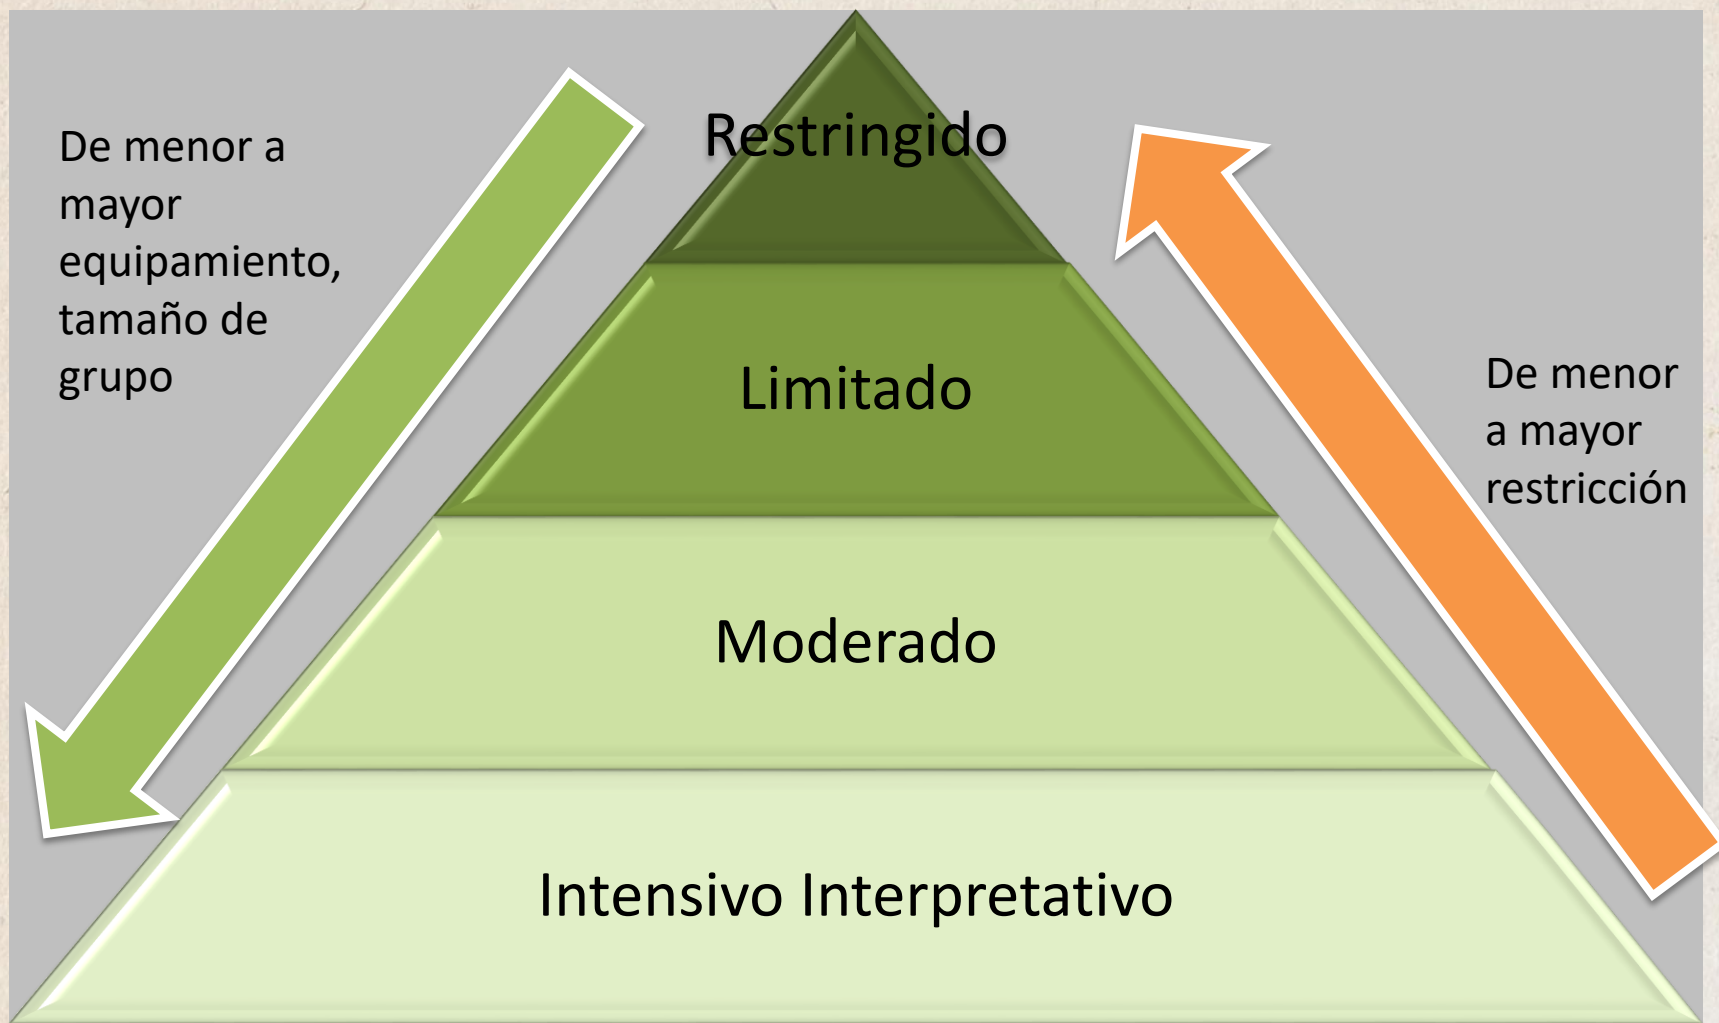 De menor a
mayor
equipamiento,
tamaño de
grupo
Restringido
Limitado
De menor
a mayor
restricción
Moderado
Intensivo Interpretativo